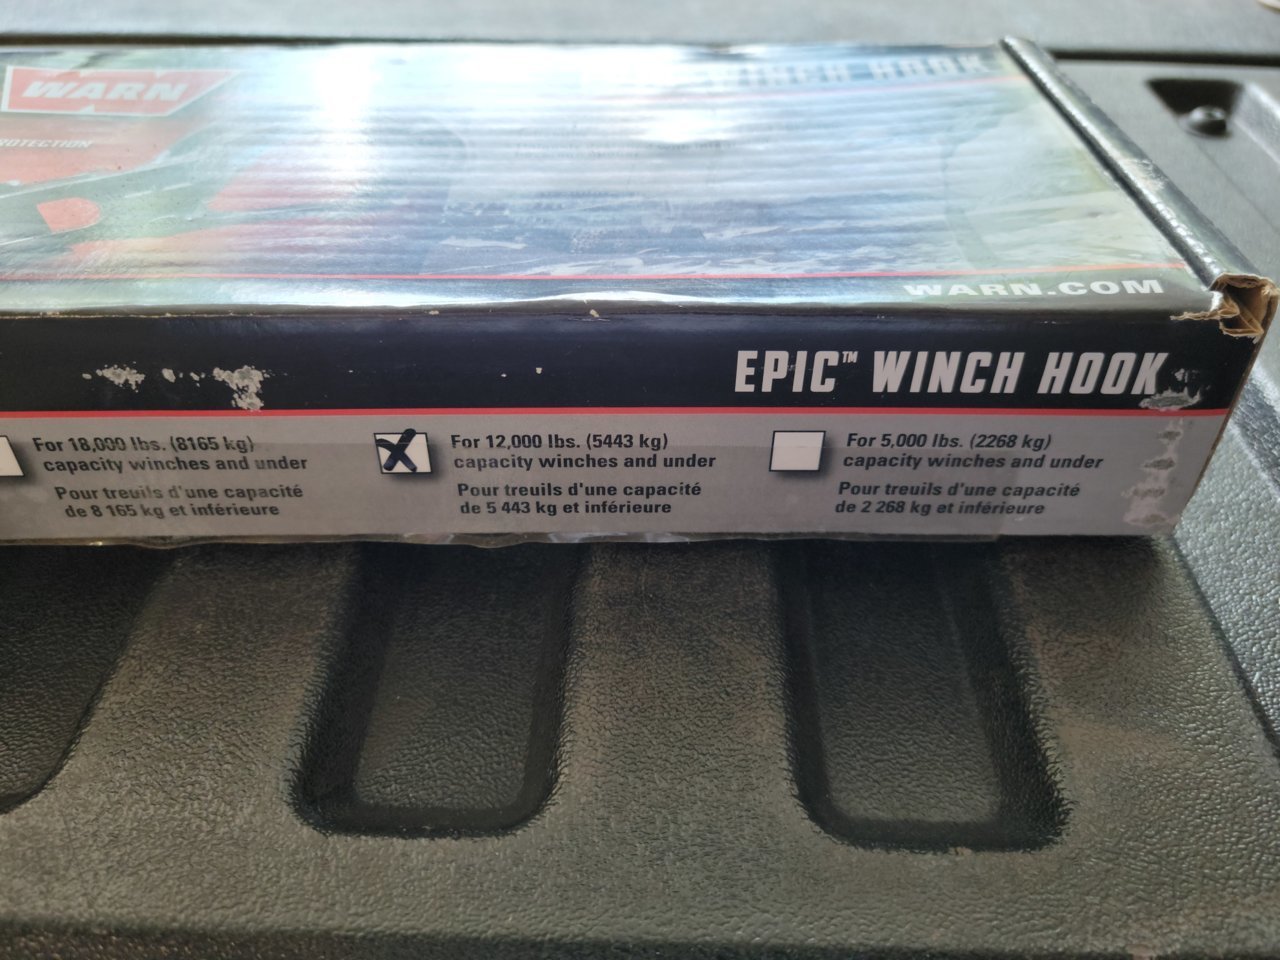 WARN
WINCH HOOK
WARN.COM
EPIC™ WINCH HOOK
For 18,000 lbs. (8165 kg)
capacity winches and under
Pour treuils d'une capacité
de 8 165 kg et inférieure
For 12,000 lbs. (5443 kg)
capacity winches and under
Pour treuils d'une capacité
de 5 443 kg et inférieure
For 5,000 lbs. (2268 kg)
capacity winches and under
Pour treuils d'une capacité
de 2 268 kg et inférieure